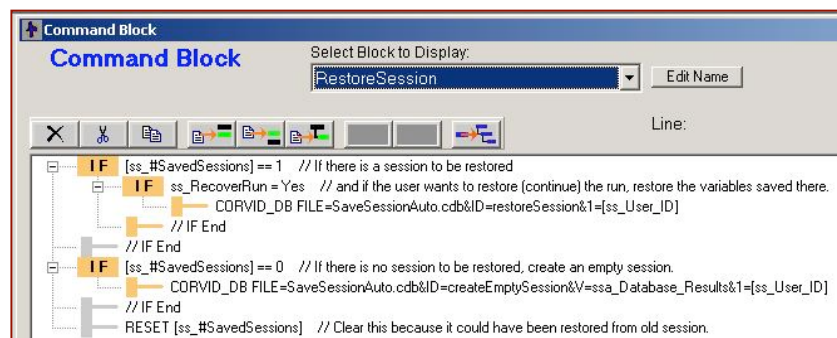 Command Block
Command Block
Select Block to Display:
RestoreSession
Edit Name
Line:
IF [ss_#SavedSessions] == 1 // If there is a session to be restored
IF ss_RecoverRun = Yes // and if the user wants to restore (continue) the run, restore the variables saved there.
CORVID_DB FILE=SaveSessionAuto.cdb&ID=restoreSession&1=[ss_User_ID]
// IF End
// IF End
IF [ss_#SavedSessions] == 0 // If there is no session to be restored, create an empty session.
CORVID_DB FILE=SaveSessionAuto.cdb&ID=createEmptySession&V=ssa_Database_Results&1=[ss_User_ID]
// IF End
RESET [ss_#SavedSessions] // Clear this because it could have been restored from old session.